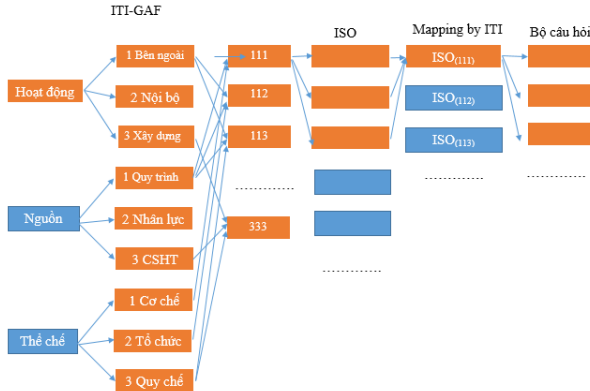 ITI-GAF
ISO
Mapping by ITI
Bộ câu hỏi
Hoạt động
1 Bên ngoài
2 Nội bộ
3 Xây dựng
Nguồn
1 Quy trình
2 Nhân lực
3 CSHT
Thể chế
1 Cơ chế
2 Tổ chức
3 Quy chế
111
112
113
.............
333
.............
ISO(111)
ISO(112)
ISO(113)
.............
.............